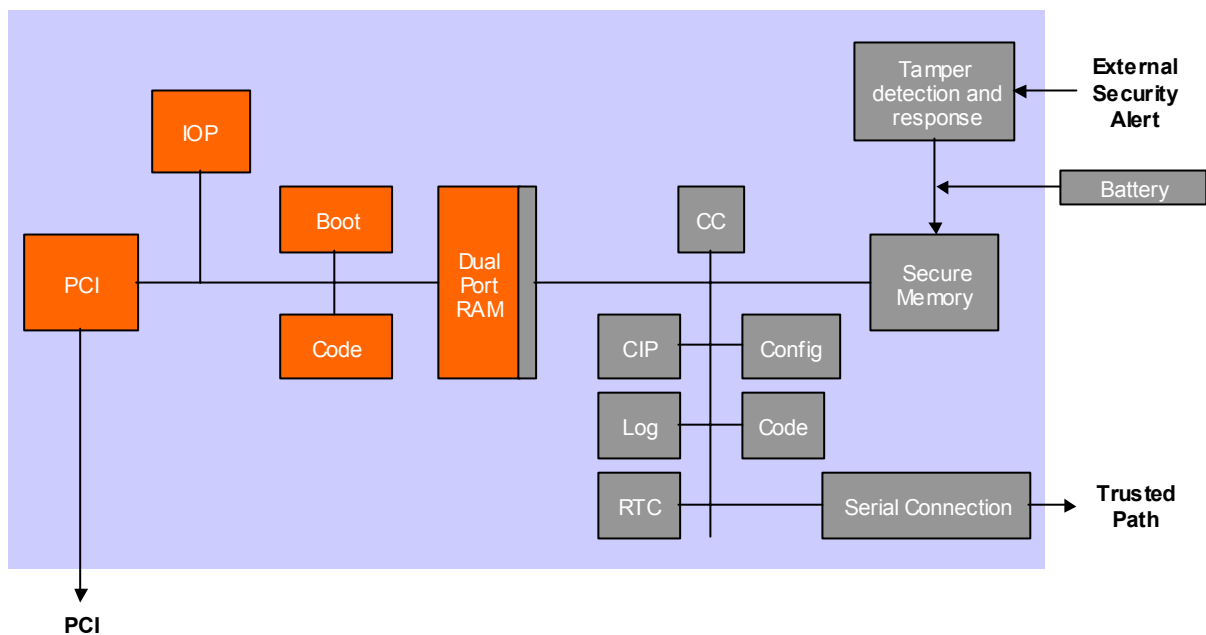 Tamper
detection and
response
External
Security
Alert
IOP
Battery
Boot
CC
PCI
Dual
Port
RAM
Secure
Memory
Code
CIP
Config
Log
Code
RTC
Serial Connection
Trusted
Path
PCI